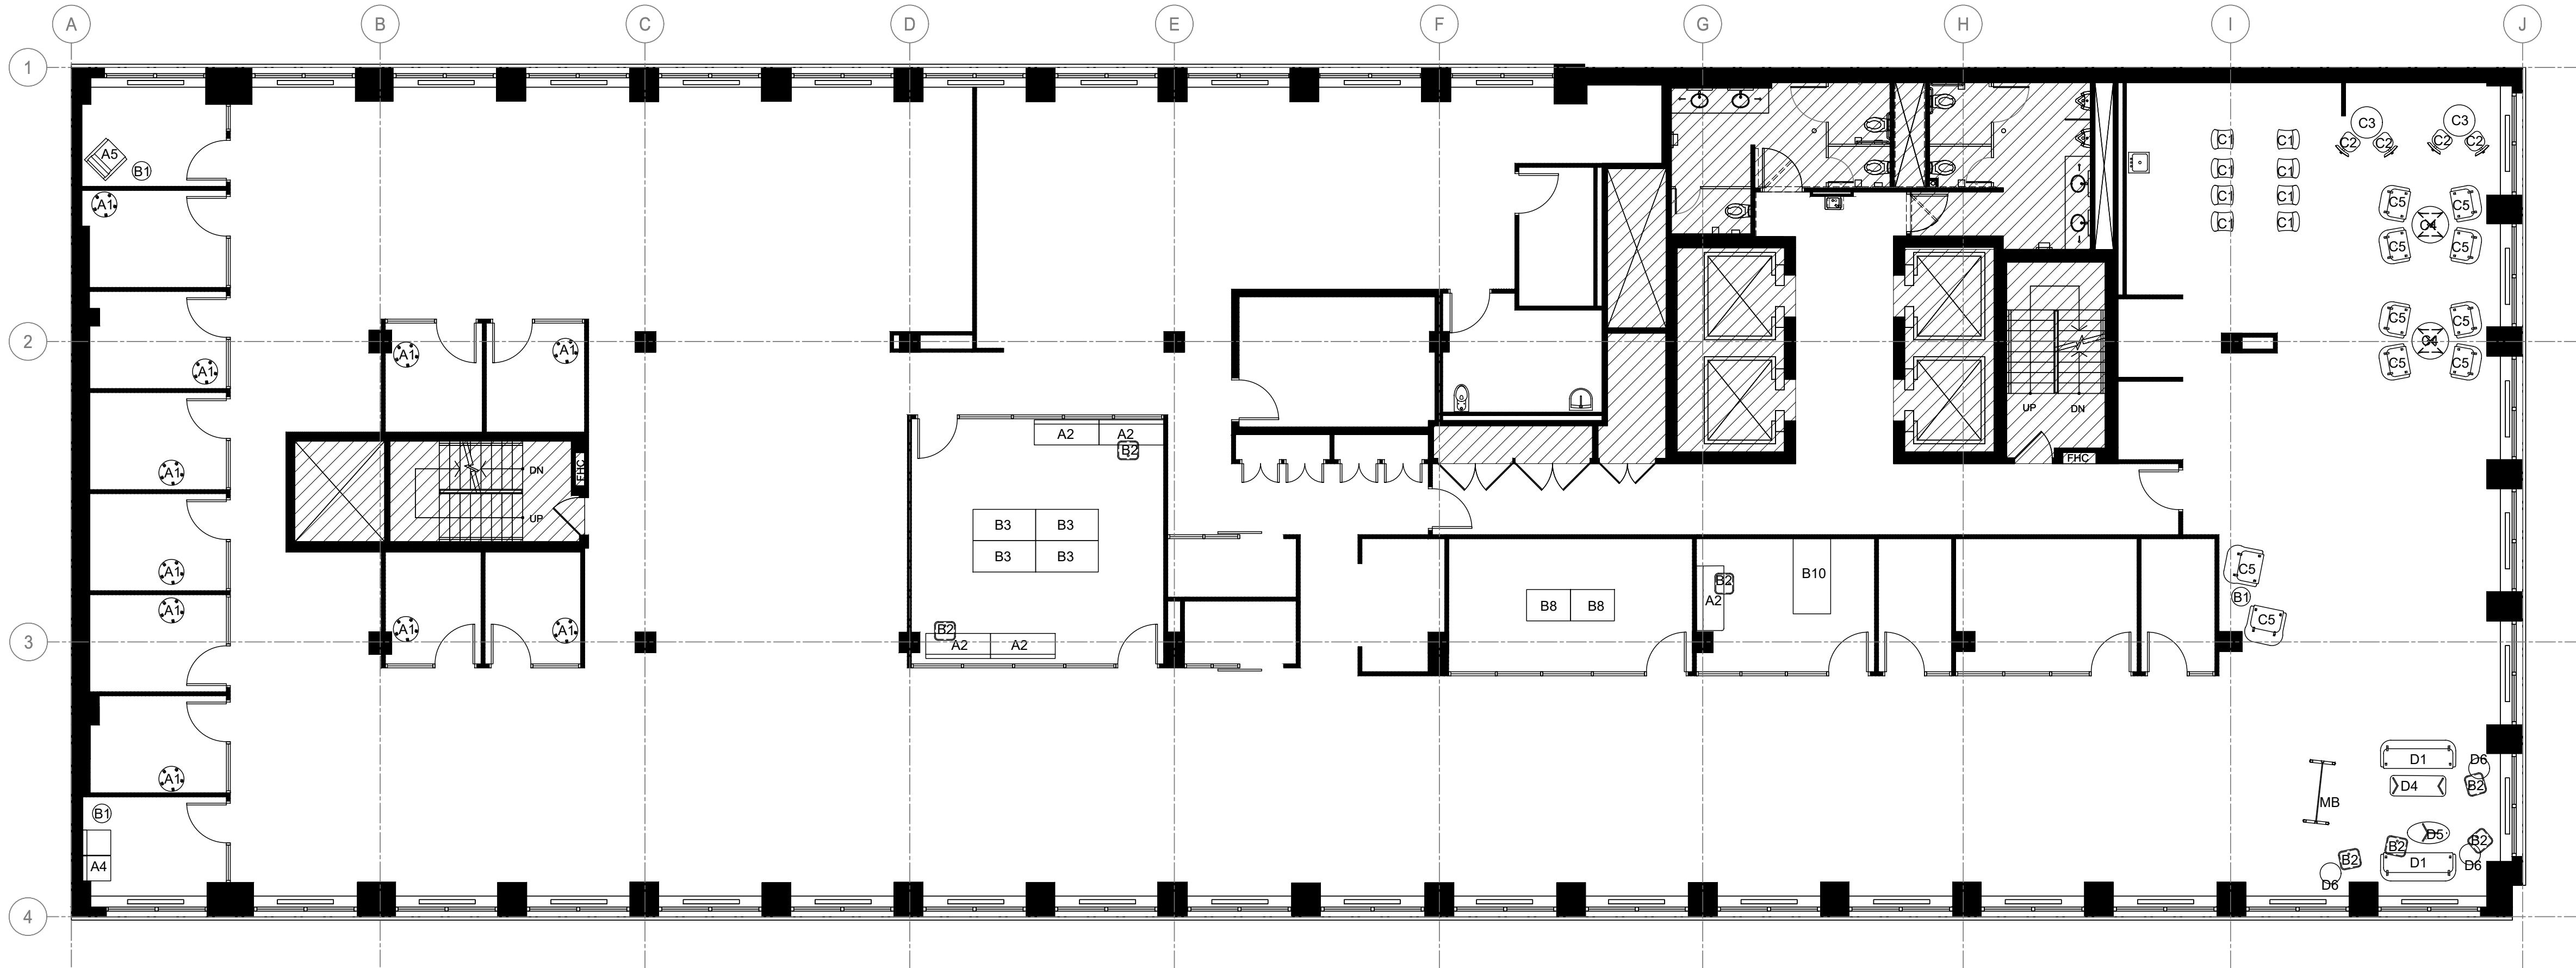 A B C D E F G H I J
1
C3 C3
C1 C1 C2 C2 C2 C2
A5
B1
C1 C1
A1
C1 C1 C5 C5
C1 C1 C4
C5 C5
C5 C5
2
C4
A1 A1
A1
C5 C5
UP DN
A2 A2
B2
FHC
A1 DN FHC
UP
B3 B3
B3 B3
A1
C5
B10
B2
B1
A2
B8 B8
A1
C5
A1 A1
B2
3
A2 A2
D1 D6
A1
D4 B2
MB
B1
D5
B2 B2
B2
A4
D1 D6
D6
4